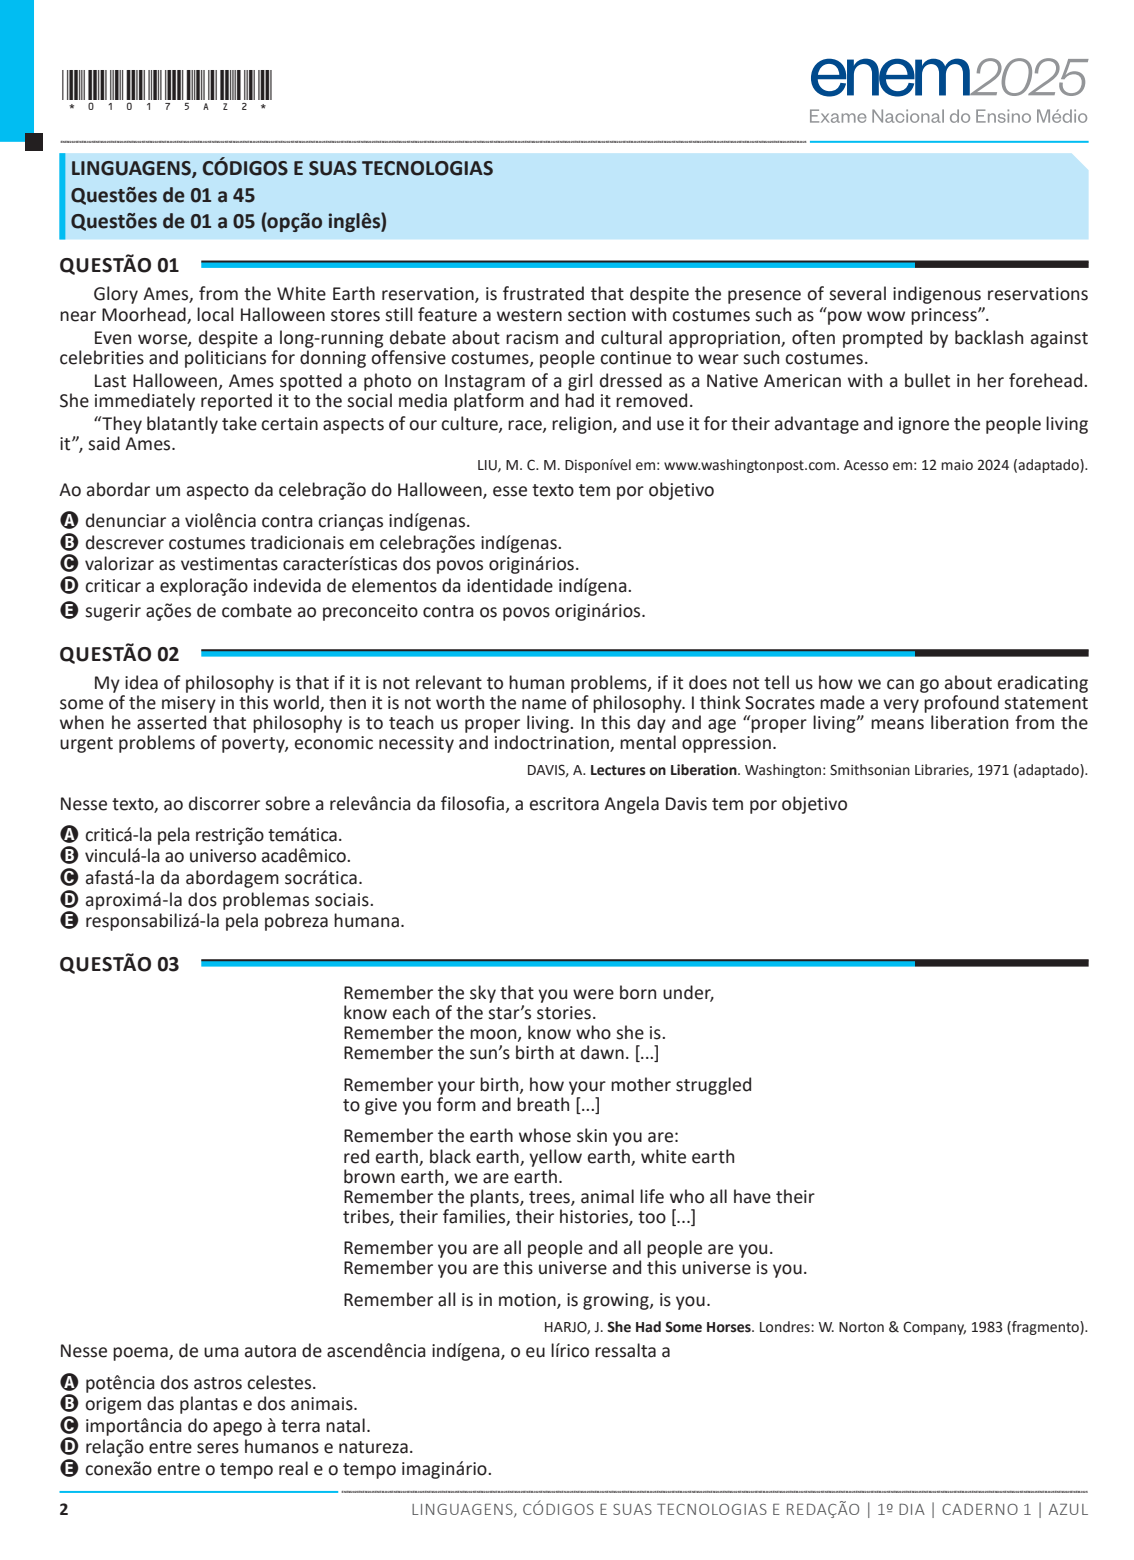 *010175AZ2*
enem2025
Exame Nacional do Ensino Médio
LINGUAGENS, CÓDIGOS E SUAS TECNOLOGIAS
Questões de 01 a 45
Questões de 01 a 05 (opção inglês)
QUESTÃO 01
Glory Ames, from the White Earth reservation, is frustrated that despite the presence of several indigenous reservations
near Moorhead, local Halloween stores still feature a western section with costumes such as “pow wow princess”.
Even worse, despite a long-running debate about racism and cultural appropriation, often prompted by backlash against
celebrities and politicians for donning offensive costumes, people continue to wear such costumes.
Last Halloween, Ames spotted a photo on Instagram of a girl dressed as a Native American with a bullet in her forehead.
She immediately reported it to the social media platform and had it removed.
“They blatantly take certain aspects of our culture, race, religion, and use it for their advantage and ignore the people living
it”, said Ames.
LIU, M. C. M. Disponível em: www.washingtonpost.com. Acesso em: 12 maio 2024 (adaptado).
Ao abordar um aspecto da celebração do Halloween, esse texto tem por objetivo
A denunciar a violência contra crianças indígenas.
B descrever costumes tradicionais em celebrações indígenas.
C valorizar as vestimentas características dos povos originários.
D criticar a exploração indevida de elementos da identidade indígena.
E sugerir ações de combate ao preconceito contra os povos originários.
QUESTÃO 02
My idea of philosophy is that if it is not relevant to human problems, if it does not tell us how we can go about eradicating
some of the misery in this world, then it is not worth the name of philosophy. I think Socrates made a very profound statement
when he asserted that philosophy is to teach us proper living. In this day and age “proper living” means liberation from the
urgent problems of poverty, economic necessity and indoctrination, mental oppression.
DAVIS, A. Lectures on Liberation. Washington: Smithsonian Libraries, 1971 (adaptado).
Nesse texto, ao discorrer sobre a relevância da filosofia, a escritora Angela Davis tem por objetivo
A criticá-la pela restrição temática.
B vinculá-la ao universo acadêmico.
C afastá-la da abordagem socrática.
D aproximá-la dos problemas sociais.
E responsabilizá-la pela pobreza humana.
QUESTÃO 03
Remember the sky that you were born under,
know each of the star’s stories.
Remember the moon, know who she is.
Remember the sun’s birth at dawn. [...]
Remember your birth, how your mother struggled
to give you form and breath [...]
Remember the earth whose skin you are:
red earth, black earth, yellow earth, white earth
brown earth, we are earth.
Remember the plants, trees, animal life who all have their
tribes, their families, their histories, too [...]
Remember you are all people and all people are you.
Remember you are this universe and this universe is you.
Remember all is in motion, is growing, is you.
HARJO, J. She Had Some Horses. Londres: W. Norton & Company, 1983 (fragmento).
Nesse poema, de uma autora de ascendência indígena, o eu lírico ressalta a
A potência dos astros celestes.
B origem das plantas e dos animais.
C importância do apego à terra natal.
D relação entre seres humanos e natureza.
E conexão entre o tempo real e o tempo imaginário.
2 LINGUAGENS, CÓDIGOS E SUAS TECNOLOGIAS E REDAÇÃO | 1º DIA | CADERNO 1 | AZUL